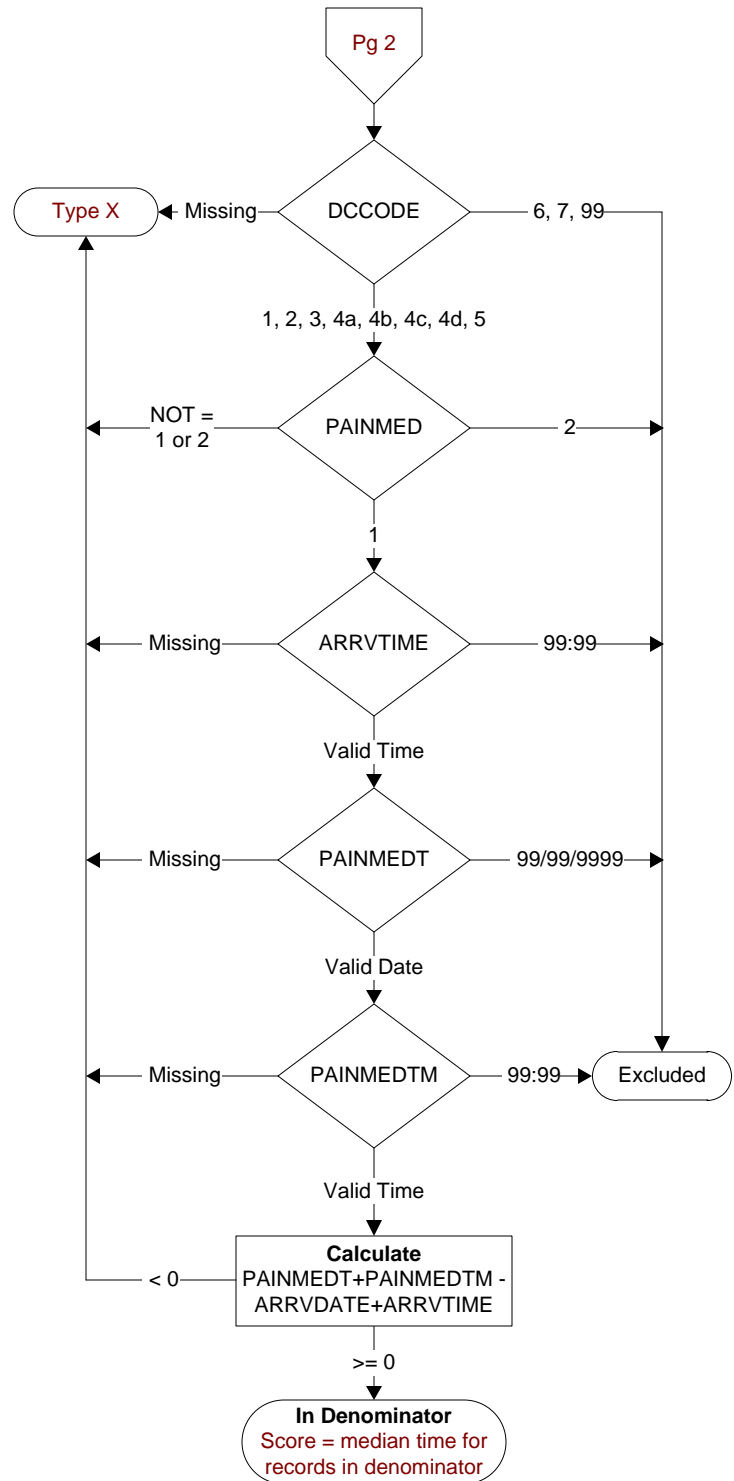 Pg 2
Type X
Missing
DCCODE
6, 7, 99
1, 2, 3, 4a, 4b, 4c, 4d, 5
NOT =
1 or 2
PAINMED
2
1
Missing
ARRVTIME
99:99
Valid Time
Missing
PAINMEDT
99/99/9999
Valid Date
Missing
PAINMEDTM
99:99
Excluded
Valid Time
Calculate
PAINMEDT+PAINMEDTM -
ARRVDATE+ARRVTIME
< 0
>= 0
In Denominator
Score = median time for
records in denominator